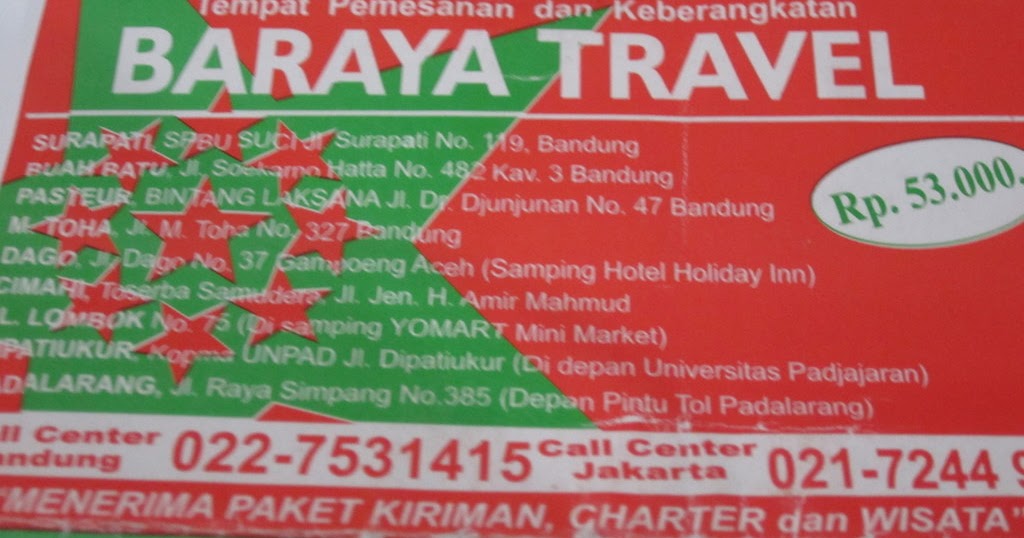 Tempat Pemesanan dan Keberangkatan
BARAYA TRAVEL
SURAPATI, SPBU SUCI Jl Surapati No. 119, Bandung
BUAH BATU, Jl. Soekarno Hatta No. 482 Kav. 3 Bandung
Rp. 53.000.
PASTEUR, BINTANG LAKSANA Jl. Dr. Djunjunan No. 47 Bandung
M. TOHA, Jl. M. Toha No. 327 Bandung
DAGO, Jl. Dago No. 37 Gampoeng Aceh (Samping Hotel Holiday Inn)
CIMAHI, Toserba Samudera, Jl. Jen. H. Amir Mahmud
L. LOMBOK No. 75 (Di samping YOMART Mini Market)
PATIUKUR, Kopma UNPAD Jl. Dipatiukur (Di depan Universitas Padjajaran)
ADALARANG, Jl. Raya Simpang No.385 (Depan Pintu Tol Padalarang)
ll Center
andung
022-7531415
Call Center
Jakarta
021-7244 9
"MENERIMA PAKET KIRIMAN, CHARTER dan WISATA"